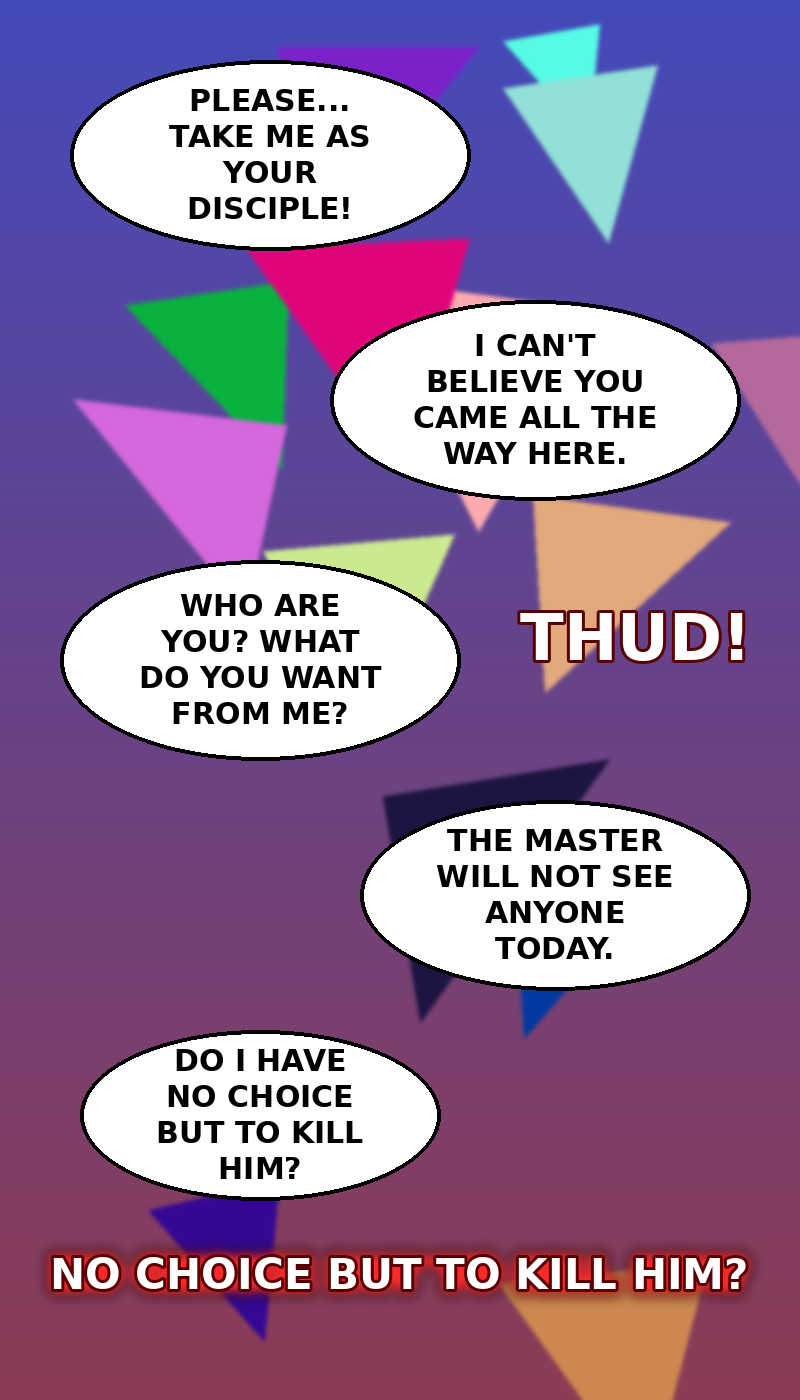 PLEASE...
TAKE ME AS
YOUR
DISCIPLE!
I CAN'T
BELIEVE YOU
CAME ALL THE
WAY HERE.
WHO ARE
YOU? WHAT
DO YOU WANT
FROM ME?
THUD!
THE MASTER
WILL NOT SEE
ANYONE
TODAY.
DO I HAVE
NO CHOICE
BUT TO KILL
HIM?
NO CHOICE BUT TO KILL HIM?